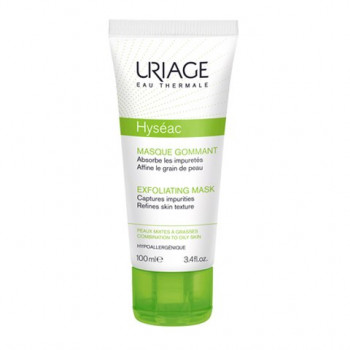 URIAGE
EAU THERMALE
Hyséac
MASQUE GOMMANT
Absorbe les impuretés
Affine le grain de peau
EXFOLIATING MASK
Captures impurities
Refines skin texture
PEAUX MIXTES À GRASSES
COMBINATION TO OILY SKIN
HYPOALLERGÉNIQUE
100ml℮ 3.4fl.oz.